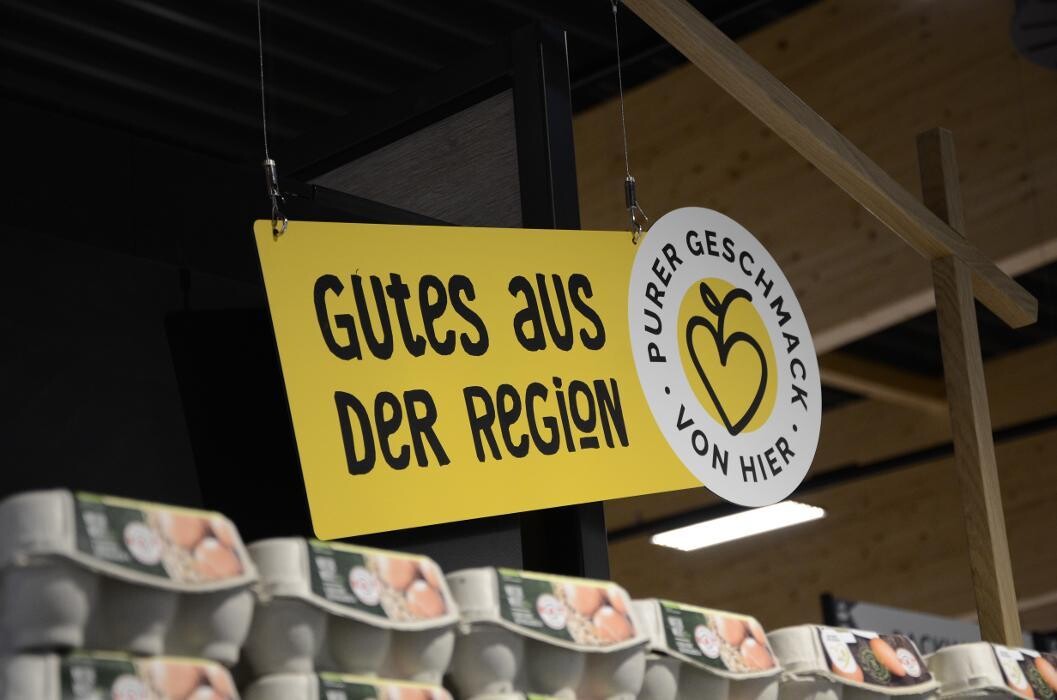 Gutes aus
DER REGION
PURER GESCHMACK
· VON HIER ·